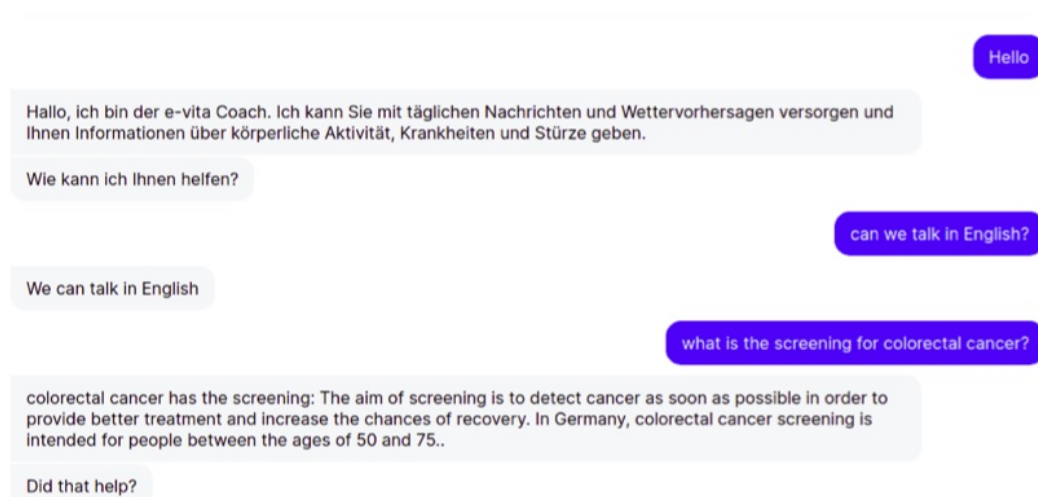 Hello
Hallo, ich bin der e-vita Coach. Ich kann Sie mit täglichen Nachrichten und Wettervorhersagen versorgen und
Ihnen Informationen über körperliche Aktivität, Krankheiten und Stürze geben.
Wie kann ich Ihnen helfen?
can we talk in English?
We can talk in English
what is the screening for colorectal cancer?
colorectal cancer has the screening: The aim of screening is to detect cancer as soon as possible in order to
provide better treatment and increase the chances of recovery. In Germany, colorectal cancer screening is
intended for people between the ages of 50 and 75..
Did that help?